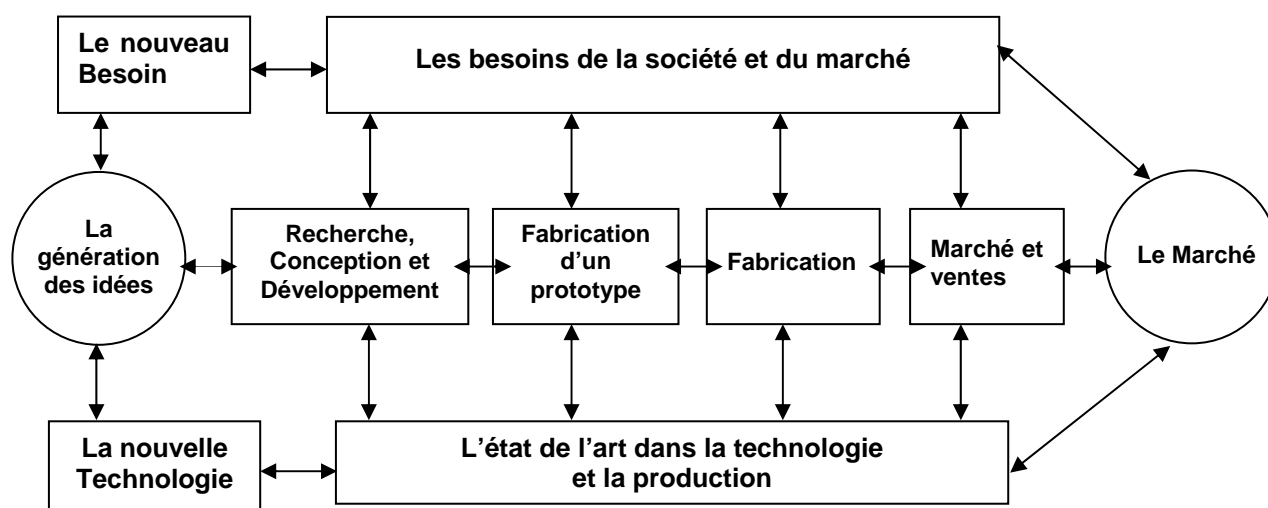 Le nouveau
Besoin
Les besoins de la société et du marché
La
génération
des idées
Recherche,
Conception et
Développement
Fabrication
d’un
prototype
Fabrication
Marché et
ventes
Le Marché
La nouvelle
Technologie
L’état de l’art dans la technologie
et la production